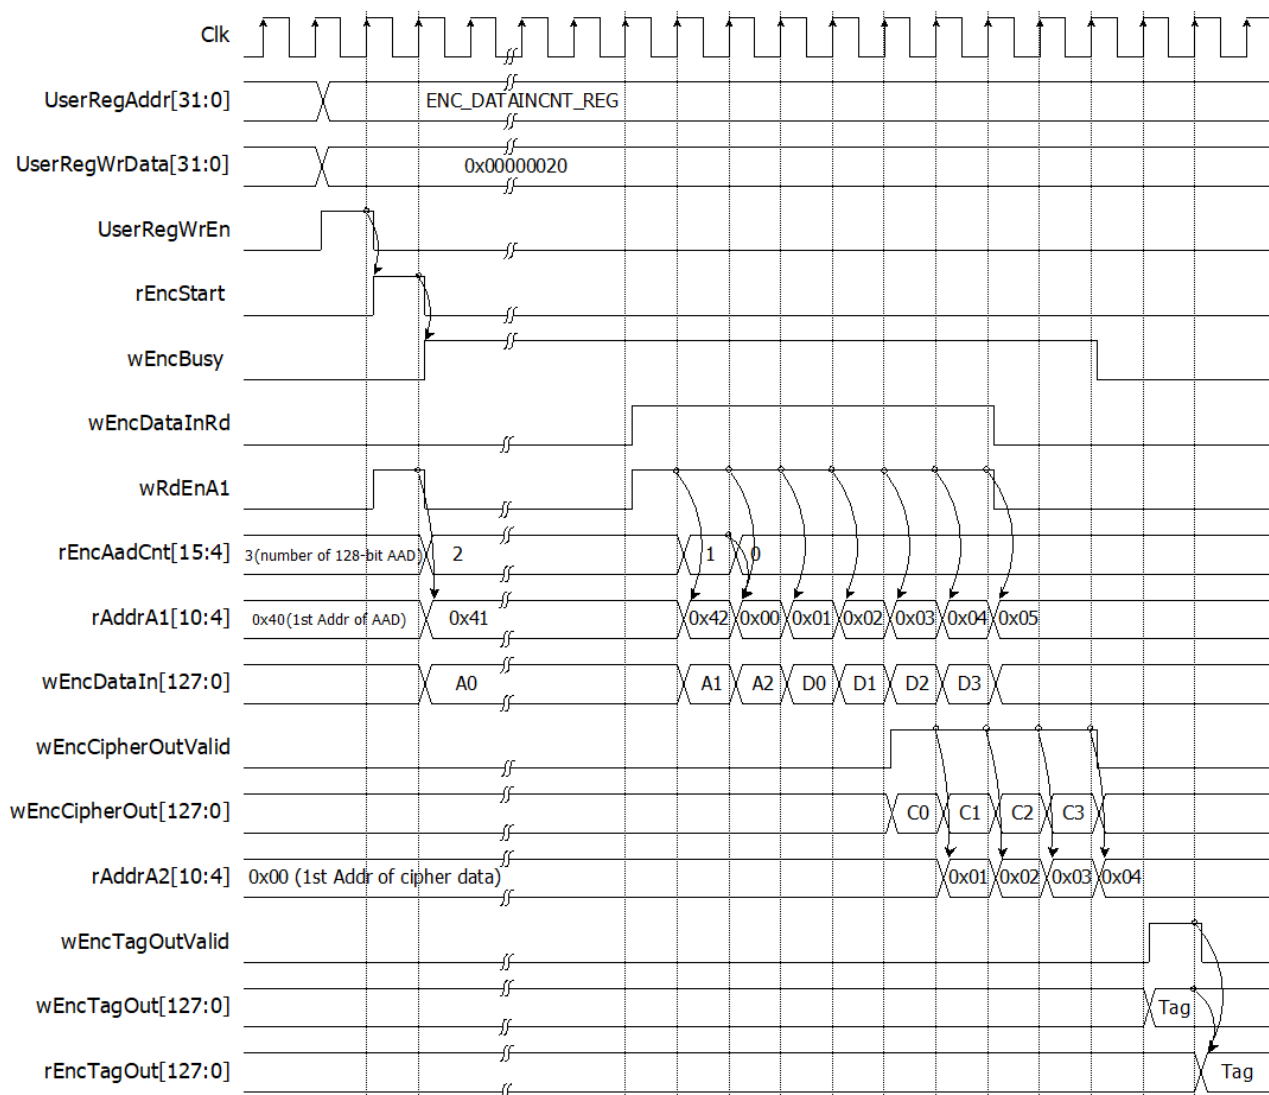 Clk
UserRegAddr[31:0] ENC_DATAINCNT_REG
UserRegWrData[31:0] 0x00000020
UserRegWrEn
rEncStart
wEncBusy
wEncDataInRd
wRdEnA1
rEncAadCnt[15:4] 3(number of 128-bit AAD) 2 1 0
rAddrA1[10:4] 0x40(1st Addr of AAD) 0x41 0x42 0x00 0x01 0x02 0x03 0x04 0x05
wEncDataIn[127:0] A0 A1 A2 D0 D1 D2 D3
wEncCipherOutValid
wEncCipherOut[127:0] C0 C1 C2 C3
rAddrA2[10:4] 0x00 (1st Addr of cipher data) 0x01 0x02 0x03 0x04
wEncTagOutValid
wEncTagOut[127:0] Tag
rEncTagOut[127:0] Tag